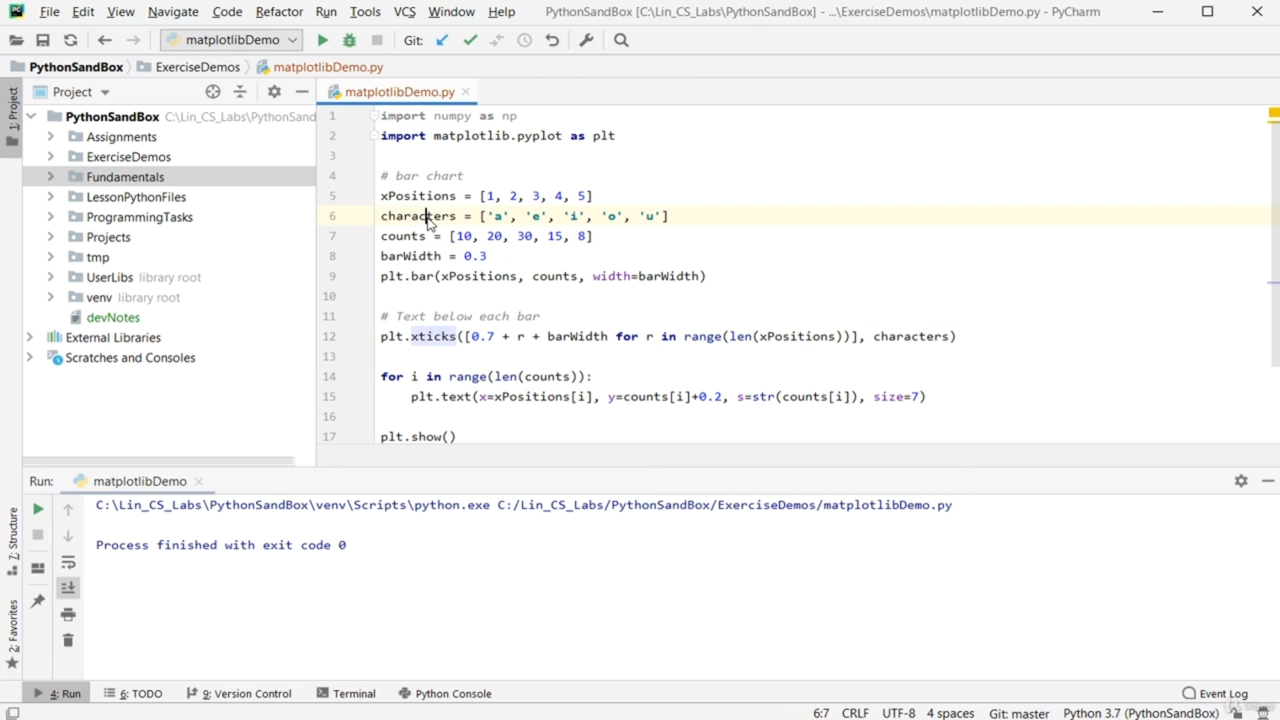 File Edit View Navigate Code Refactor Run Tools VCS Window Help PythonSandBox [C:\Lin_CS_Labs\PythonSandBox] - ...\ExerciseDemos\matplotlibDemo.py - PyCharm
matplotlibDemo Git:
PythonSandBox ExerciseDemos matplotlibDemo.py
1: Project
Project
matplotlibDemo.py
PythonSandBox C:\Lin_CS_Labs\PythonSand
Assignments
ExerciseDemos
Fundamentals
LessonPythonFiles
ProgrammingTasks
Projects
tmp
UserLibs library root
venv library root
devNotes
External Libraries
Scratches and Consoles
1 import numpy as np
2 import matplotlib.pyplot as plt
3
4 # bar chart
5 xPositions = [1, 2, 3, 4, 5]
6 characters = ['a', 'e', 'i', 'o', 'u']
7 counts = [10, 20, 30, 15, 8]
8 barWidth = 0.3
9 plt.bar(xPositions, counts, width=barWidth)
10
11 # Text below each bar
12 plt.xticks([0.7 + r + barWidth for r in range(len(xPositions))], characters)
13
14 for i in range(len(counts)):
15 plt.text(x=xPositions[i], y=counts[i]+0.2, s=str(counts[i]), size=7)
16
17 plt.show()
Run: matplotlibDemo
C:\Lin_CS_Labs\PythonSandBox\venv\Scripts\python.exe C:/Lin_CS_Labs/PythonSandBox/ExerciseDemos/matplotlibDemo.py
Process finished with exit code 0
7: Structure
2: Favorites
4: Run 6: TODO 9: Version Control Terminal Python Console Event Log
6:7 CRLF UTF-8 4 spaces Git: master Python 3.7 (PythonSandBox)